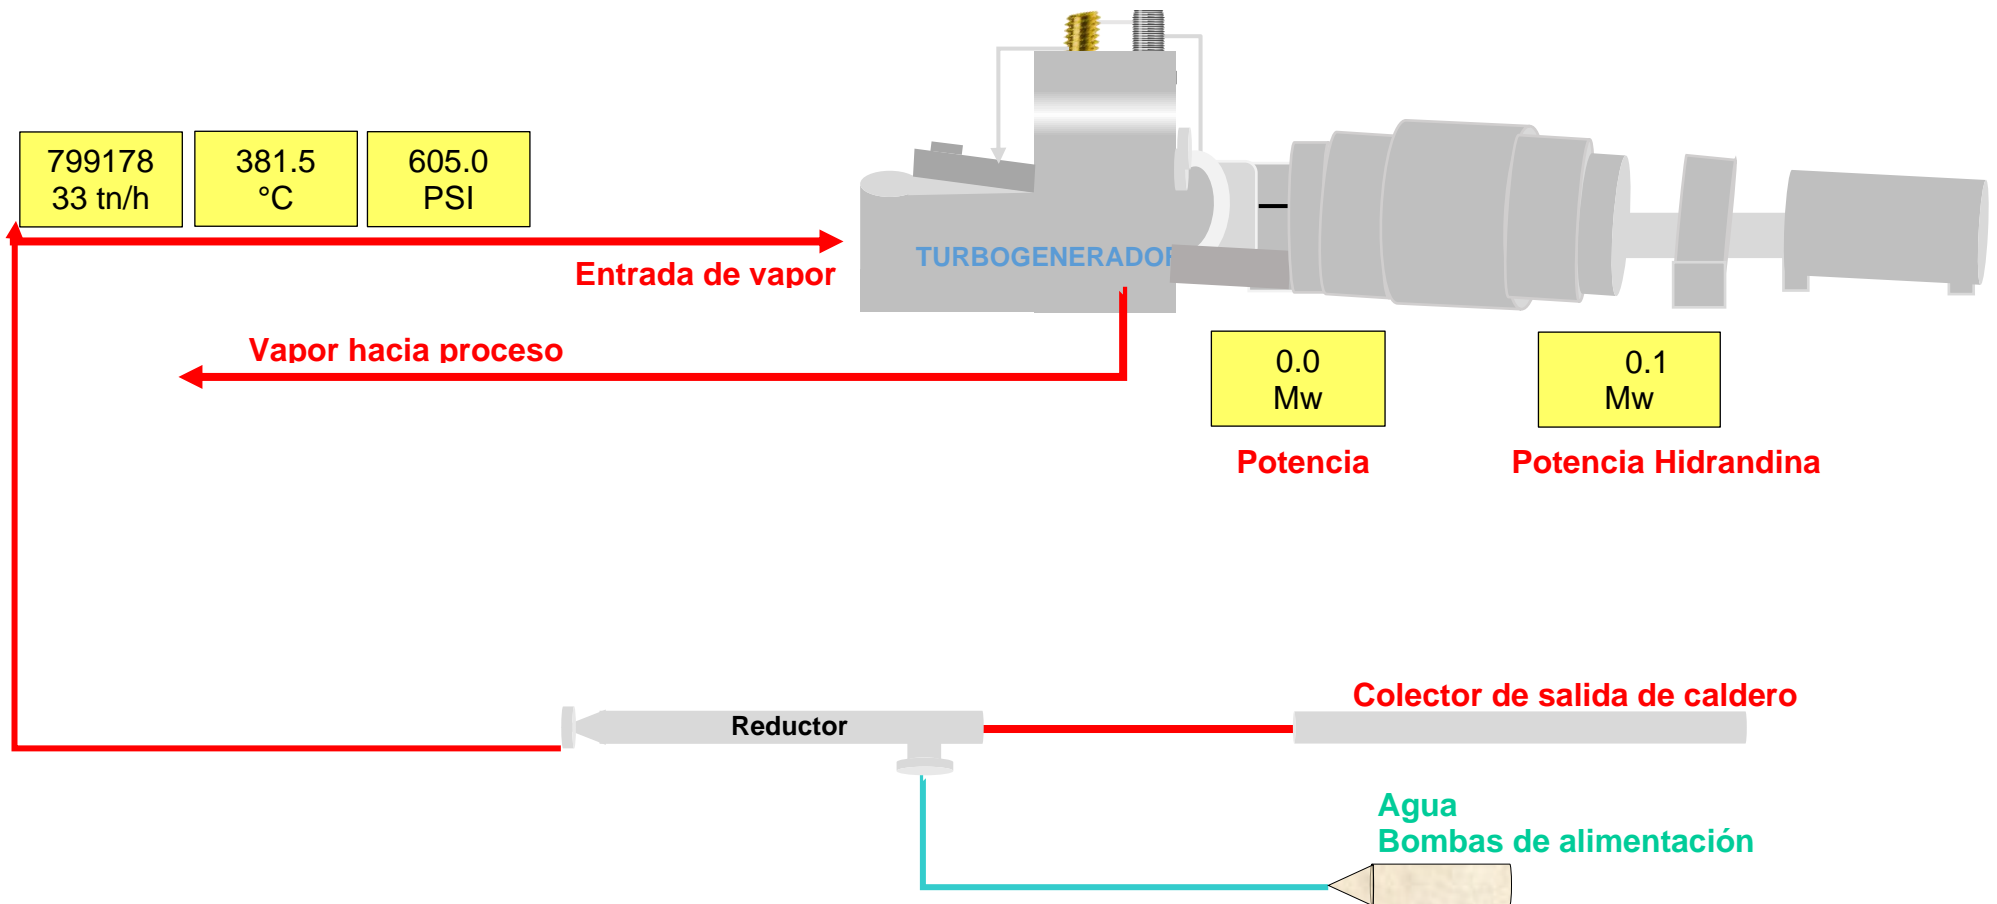 799178
33 tn/h
381.5
°C
605.0
PSI
Entrada de vapor
TURBOGENERADOR
Vapor hacia proceso
0.0
Mw
0.1
Mw
Potencia
Potencia Hidrandina
Colector de salida de caldero
Reductor
Agua
Bombas de alimentación